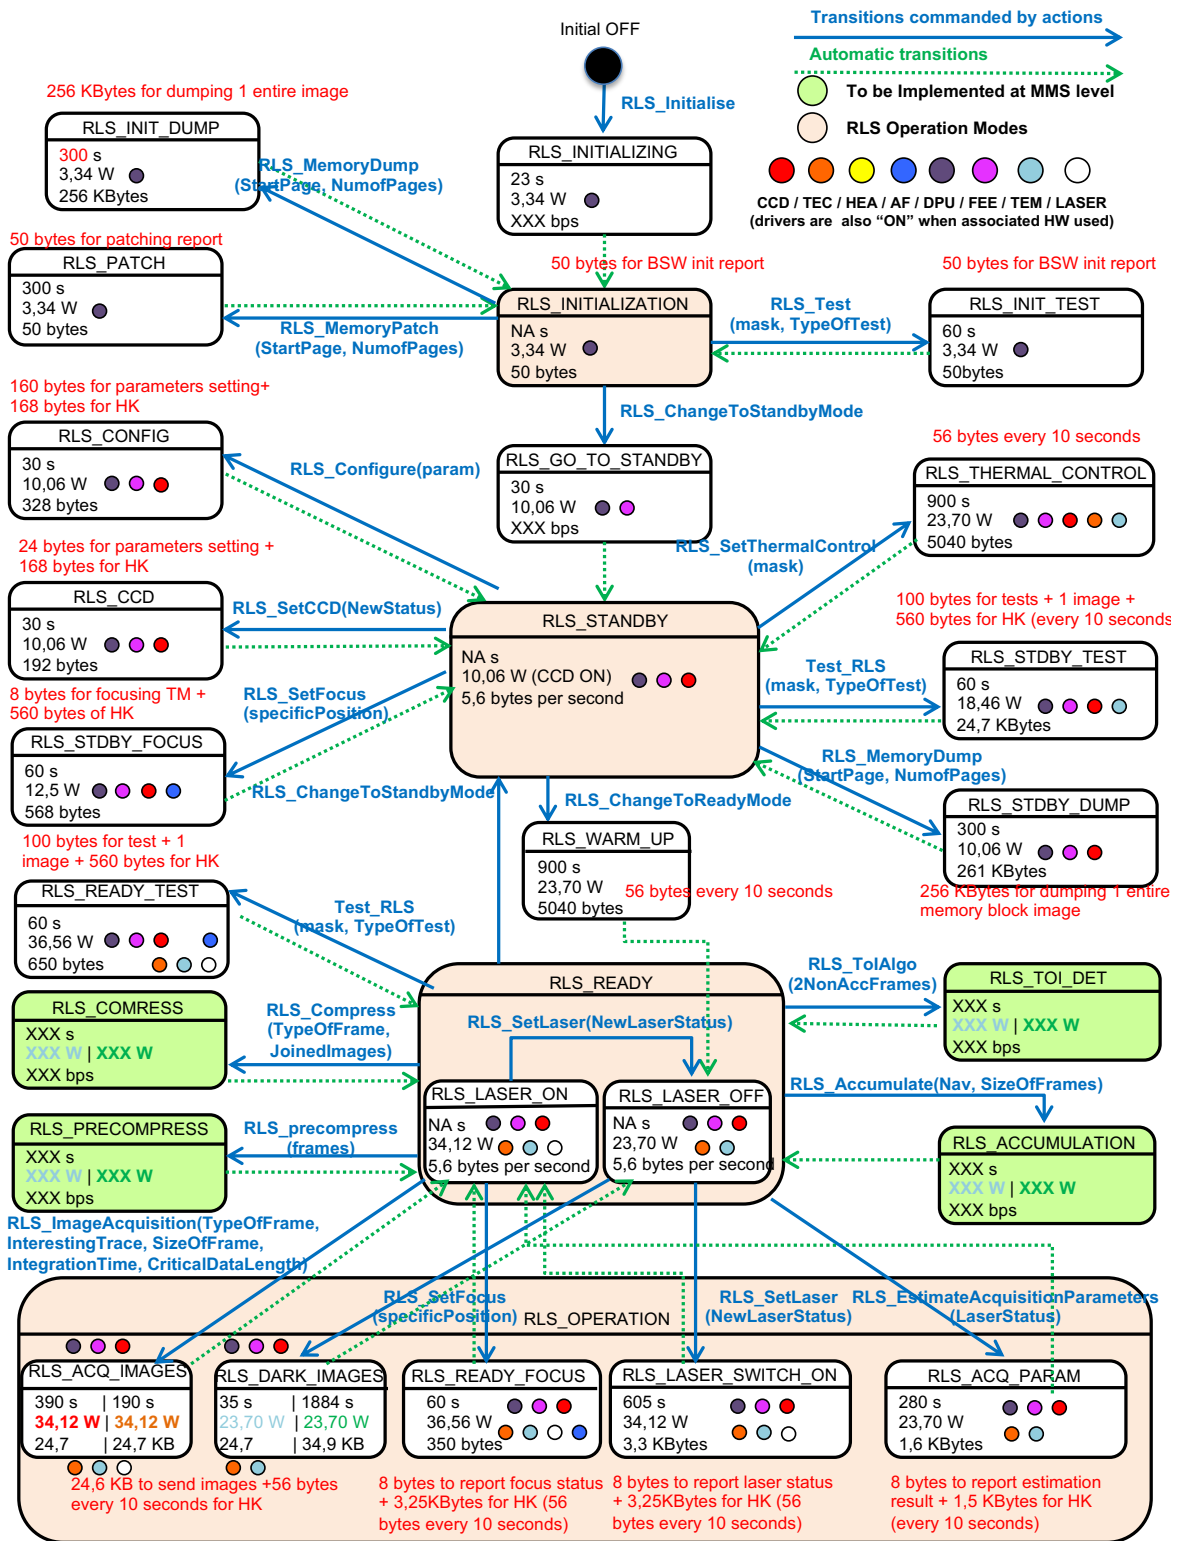 Initial OFF
Transitions commanded by actions
Automatic transitions
To be Implemented at MMS level
RLS Operation Modes
CCD / TEC / HEA / AF / DPU / FEE / TEM / LASER
(drivers are also “ON” when associated HW used)
256 KBytes for dumping 1 entire image
RLS_INIT_DUMP
300 s
3,34 W
256 KBytes
RLS_Initialise
RLS_INITIALIZING
23 s
3,34 W
XXX bps
RLS_MemoryDump
(StartPage, NumofPages)
50 bytes for patching report
RLS_PATCH
300 s
3,34 W
50 bytes
50 bytes for BSW init report
RLS_INITIALIZATION
NA s
3,34 W
50 bytes
RLS_MemoryPatch
(StartPage, NumofPages)
RLS_Test
(mask, TypeOfTest)
50 bytes for BSW init report
RLS_INIT_TEST
60 s
3,34 W
50bytes
160 bytes for parameters setting+
168 bytes for HK
RLS_CONFIG
30 s
10,06 W
328 bytes
RLS_Configure(param)
RLS_ChangeToStandbyMode
RLS_GO_TO_STANDBY
30 s
10,06 W
XXX bps
56 bytes every 10 seconds
RLS_THERMAL_CONTROL
900 s
23,70 W
5040 bytes
RLS_SetThermalControl
(mask)
24 bytes for parameters setting +
168 bytes for HK
RLS_CCD
30 s
10,06 W
192 bytes
RLS_SetCCD(NewStatus)
RLS_STANDBY
NA s
10,06 W (CCD ON)
5,6 bytes per second
100 bytes for tests + 1 image +
560 bytes for HK (every 10 seconds
RLS_STDBY_TEST
60 s
18,46 W
24,7 KBytes
Test_RLS
(mask, TypeOfTest)
8 bytes for focusing TM +
560 bytes of HK
RLS_STDBY_FOCUS
60 s
12,5 W
568 bytes
RLS_SetFocus
(specificPosition)
RLS_MemoryDump
(StartPage, NumofPages)
RLS_STDBY_DUMP
300 s
10,06 W
261 KBytes
256 KBytes for dumping 1 entire
memory block image
RLS_ChangeToStandbyMode
RLS_ChangeToReadyMode
RLS_WARM_UP
900 s
23,70 W
5040 bytes
56 bytes every 10 seconds
100 bytes for test + 1
image + 560 bytes for HK
RLS_READY_TEST
60 s
36,56 W
650 bytes
Test_RLS
(mask, TypeOfTest)
RLS_READY
RLS_SetLaser(NewLaserStatus)
RLS_LASER_ON
NA s
34,12 W
5,6 bytes per second
RLS_LASER_OFF
NA s
23,70 W
5,6 bytes per second
RLS_COMRESS
XXX s
XXX W | XXX W
XXX bps
RLS_Compress
(TypeOfFrame,
JoinedImages)
RLS_TolAlgo
(2NonAccFrames)
RLS_TOI_DET
XXX s
XXX W | XXX W
XXX bps
RLS_PRECOMPRESS
XXX s
XXX W | XXX W
XXX bps
RLS_precompress
(frames)
RLS_Accumulate(Nav, SizeOfFrames)
RLS_ACCUMULATION
XXX s
XXX W | XXX W
XXX bps
RLS_ImageAcquisition(TypeOfFrame,
InterestingTrace, SizeOfFrame,
IntegrationTime, CriticalDataLength)
RLS_SetFocus
(specificPosition)
RLS_SetLaser
(NewLaserStatus)
RLS_EstimateAcquisitionParameters
(LaserStatus)
RLS_OPERATION
RLS_ACQ_IMAGES
390 s | 190 s
34,12 W | 34,12 W
24,7 | 24,7 KB
RLS_DARK_IMAGES
35 s | 1884 s
23,70 W | 23,70 W
24,7 | 34,9 KB
24,6 KB to send images +56 bytes
every 10 seconds for HK
RLS_READY_FOCUS
60 s
36,56 W
350 bytes
8 bytes to report focus status
+ 3,25KBytes for HK (56
bytes every 10 seconds)
RLS_LASER_SWITCH_ON
605 s
34,12 W
3,3 KBytes
8 bytes to report laser status
+ 3,25KBytes for HK (56
bytes every 10 seconds)
RLS_ACQ_PARAM
280 s
23,70 W
1,6 KBytes
8 bytes to report estimation
result + 1,5 KBytes for HK
(every 10 seconds)